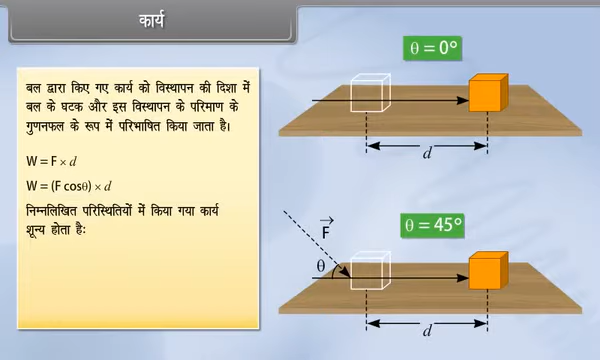 कार्य
बल द्वारा किए गए कार्य को विस्थापन की दिशा में
बल के घटक और इस विस्थापन के परिमाण के
गुणनफल के रूप में परिभाषित किया जाता है।
W = F × d
W = (F cosθ) × d
निम्नलिखित परिस्थितियों में किया गया कार्य
शून्य होता हैः
θ = 0°
d
θ = 45°
F
θ
d